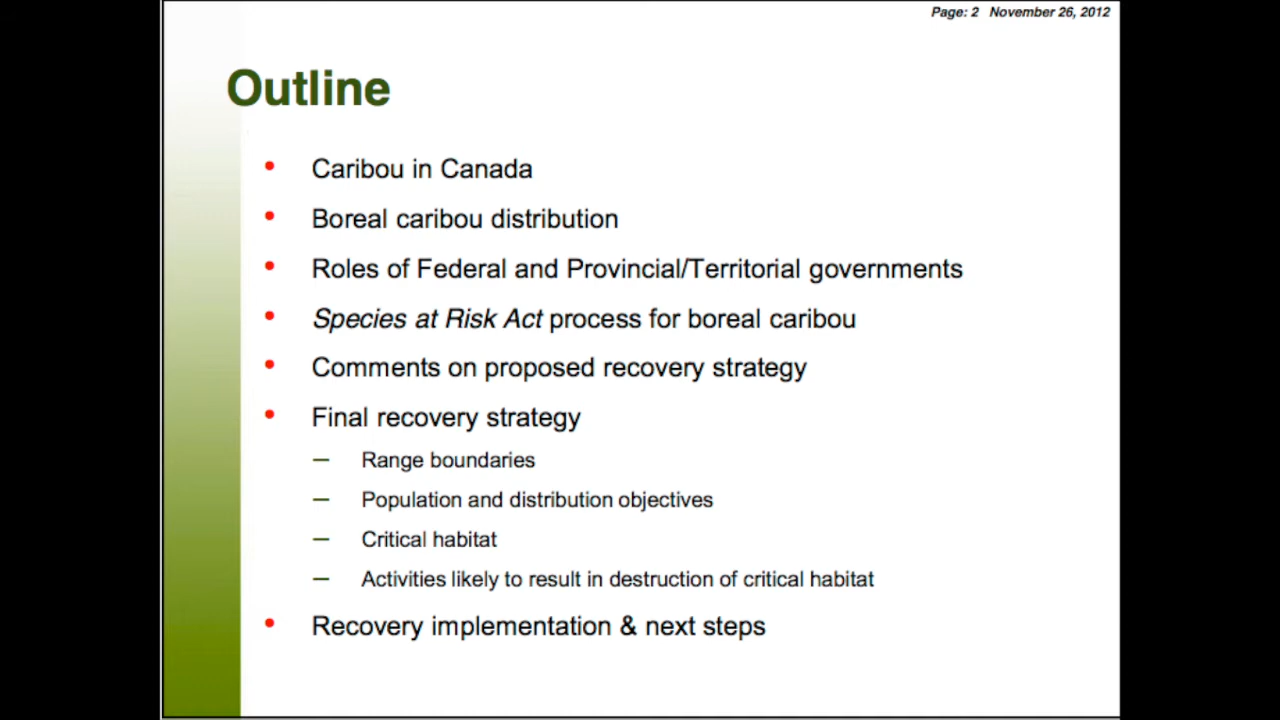 Page: 2 November 26, 2012
Outline
• Caribou in Canada
• Boreal caribou distribution
• Roles of Federal and Provincial/Territorial governments
• Species at Risk Act process for boreal caribou
• Comments on proposed recovery strategy
• Final recovery strategy
– Range boundaries
– Population and distribution objectives
– Critical habitat
– Activities likely to result in destruction of critical habitat
• Recovery implementation & next steps